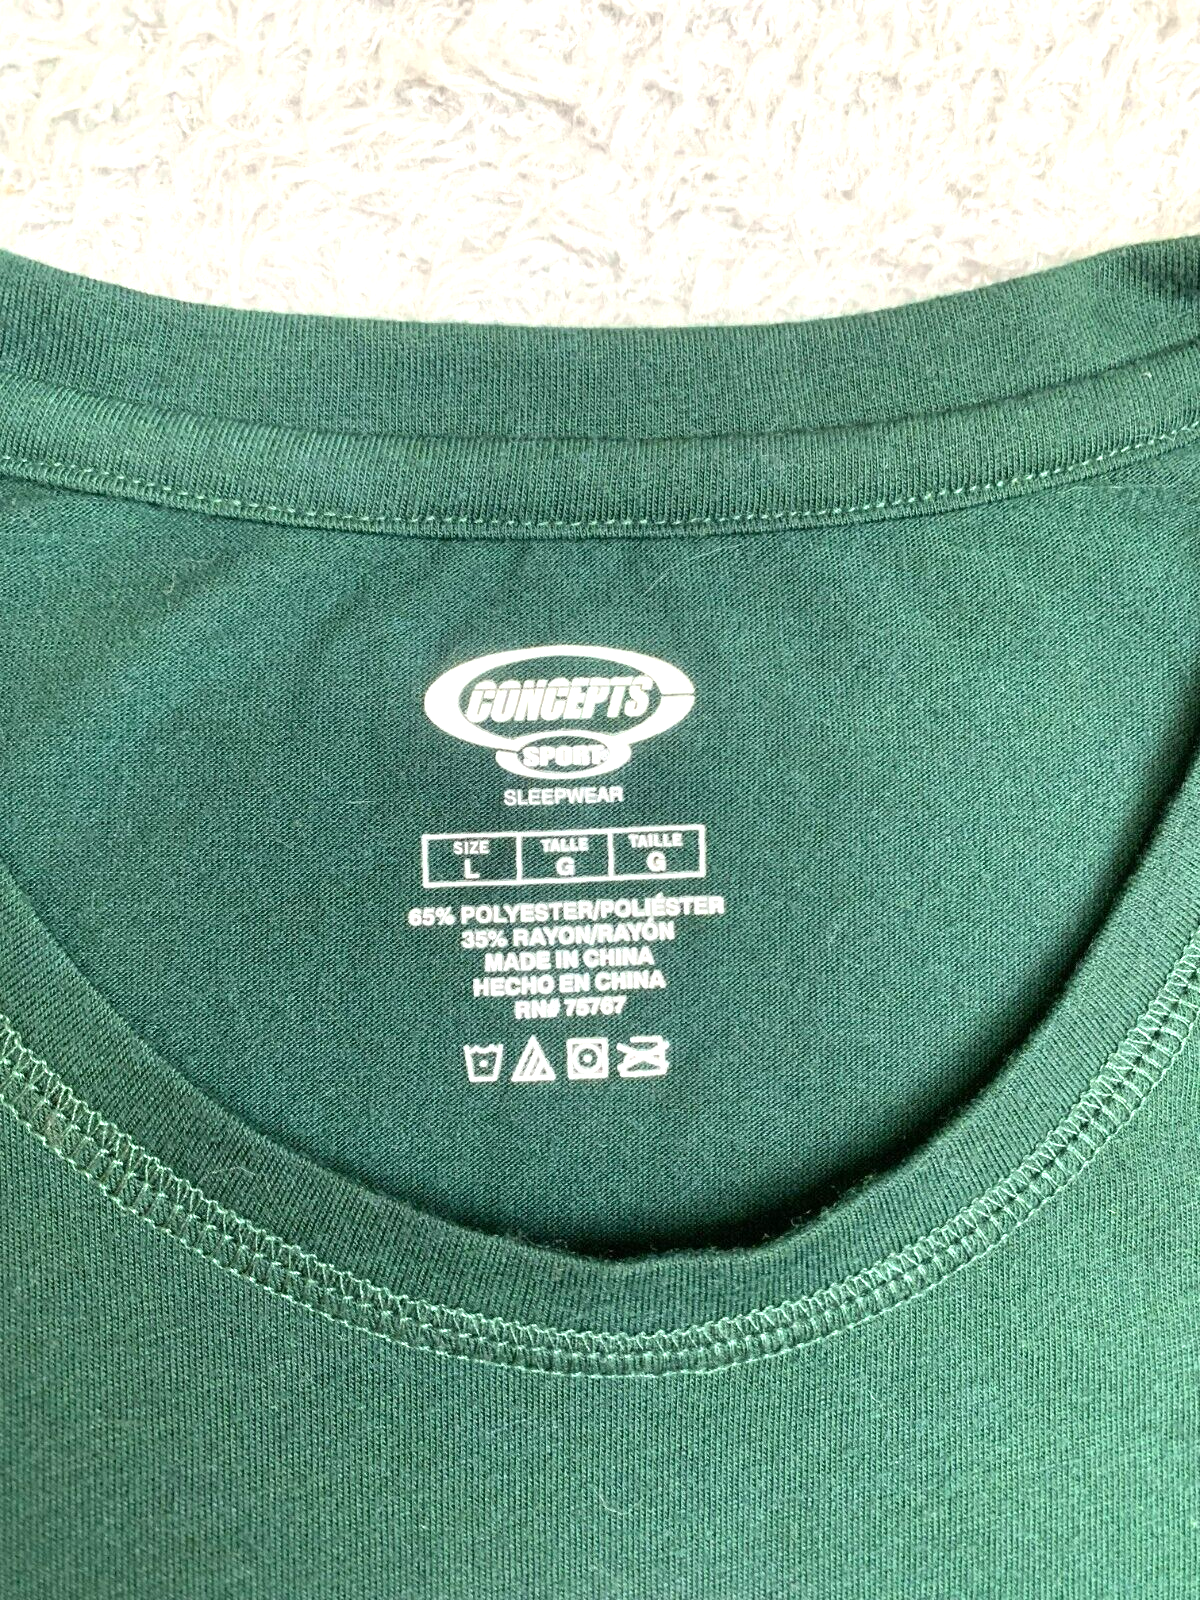 CONCEPTS
SPORT
SLEEPWEAR
SIZE TALLE TAILLE
L G G
65% POLYESTER/POLIÉSTER
35% RAYON/RAYÓN
MADE IN CHINA
HECHO EN CHINA
RN# 75767